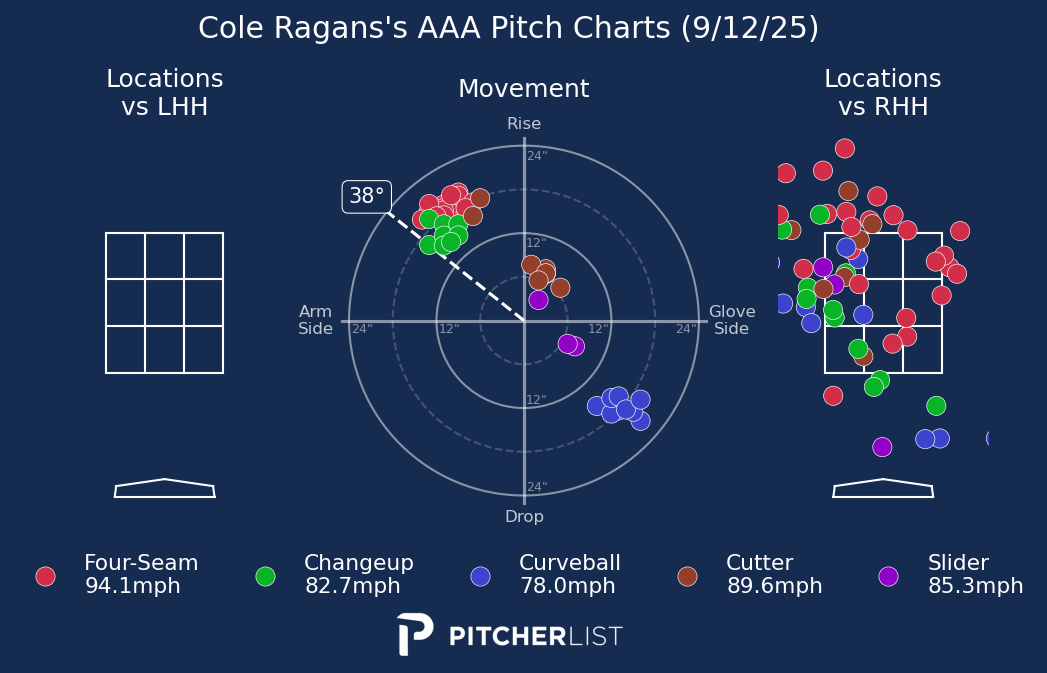 Cole Ragans's AAA Pitch Charts (9/12/25)
Locations
vs LHH
Movement
Locations
vs RHH
Rise
24"
38°
12"
Arm
Side
24"
12"
12"
24"
Glove
Side
12"
24"
Drop
Four-Seam
94.1mph
Changeup
82.7mph
Curveball
78.0mph
Cutter
89.6mph
Slider
85.3mph
PITCHERLIST